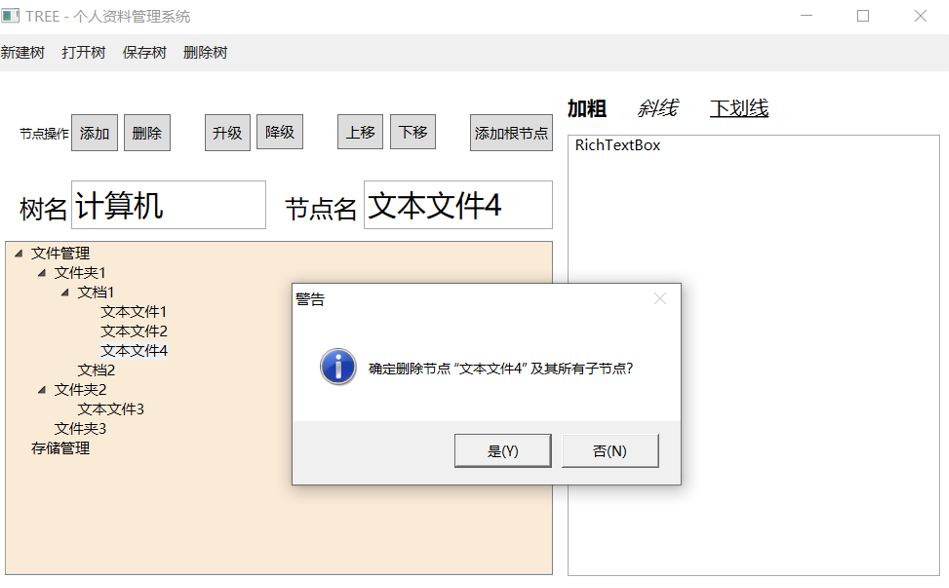 TREE - 个人资料管理系统
新建树 打开树 保存树 删除树
节点操作 添加 删除 升级 降级 上移 下移 添加根节点
加粗 斜线 下划线
RichTextBox
树名 计算机 节点名 文本文件4
文件管理
文件夹1
文档1
文本文件1
文本文件2
文本文件4
文档2
文件夹2
文本文件3
文件夹3
存储管理
警告
确定删除节点 “文本文件4” 及其所有子节点?
是(Y) 否(N)